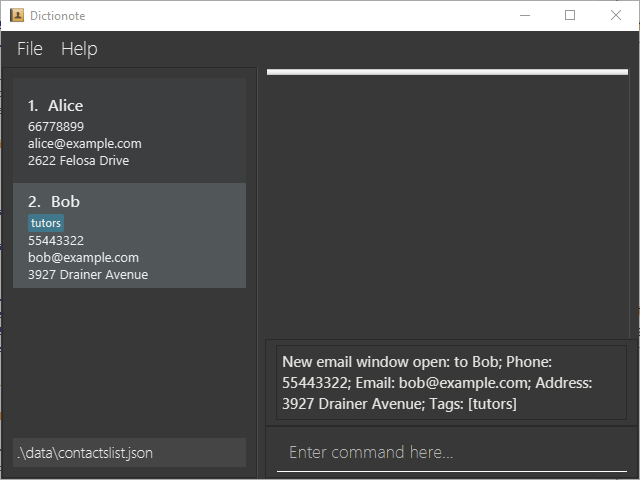 Dictionote
File Help
1. Alice
66778899
alice@example.com
2622 Felosa Drive
2. Bob
tutors
55443322
bob@example.com
3927 Drainer Avenue
New email window open: to Bob; Phone:
55443322; Email: bob@example.com; Address:
3927 Drainer Avenue; Tags: [tutors]
.\data\contactslist.json
Enter command here...